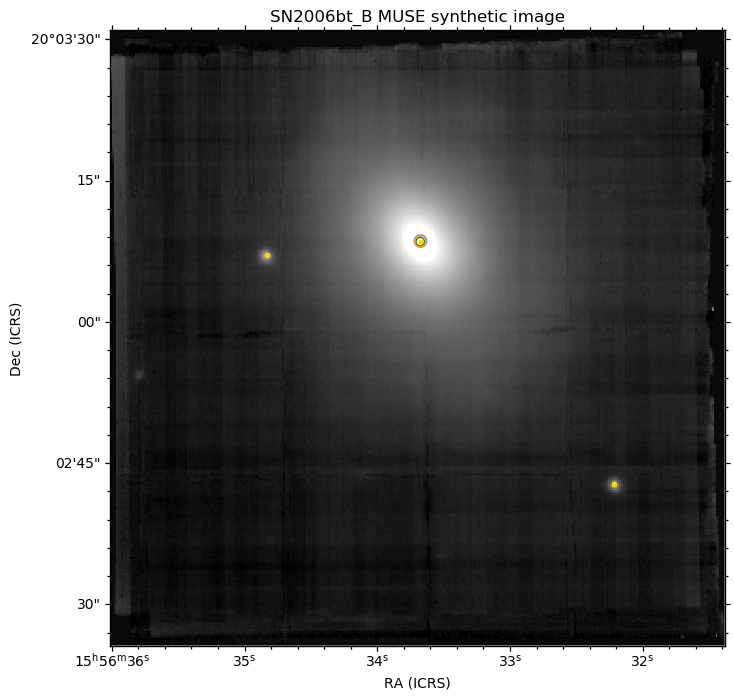 SN2006bt_B MUSE synthetic image
20°03'30"
15"
00"
02'45"
30"
Dec (ICRS)
15ʰ56ᵐ36ˢ 35ˢ 34ˢ 33ˢ 32ˢ
RA (ICRS)